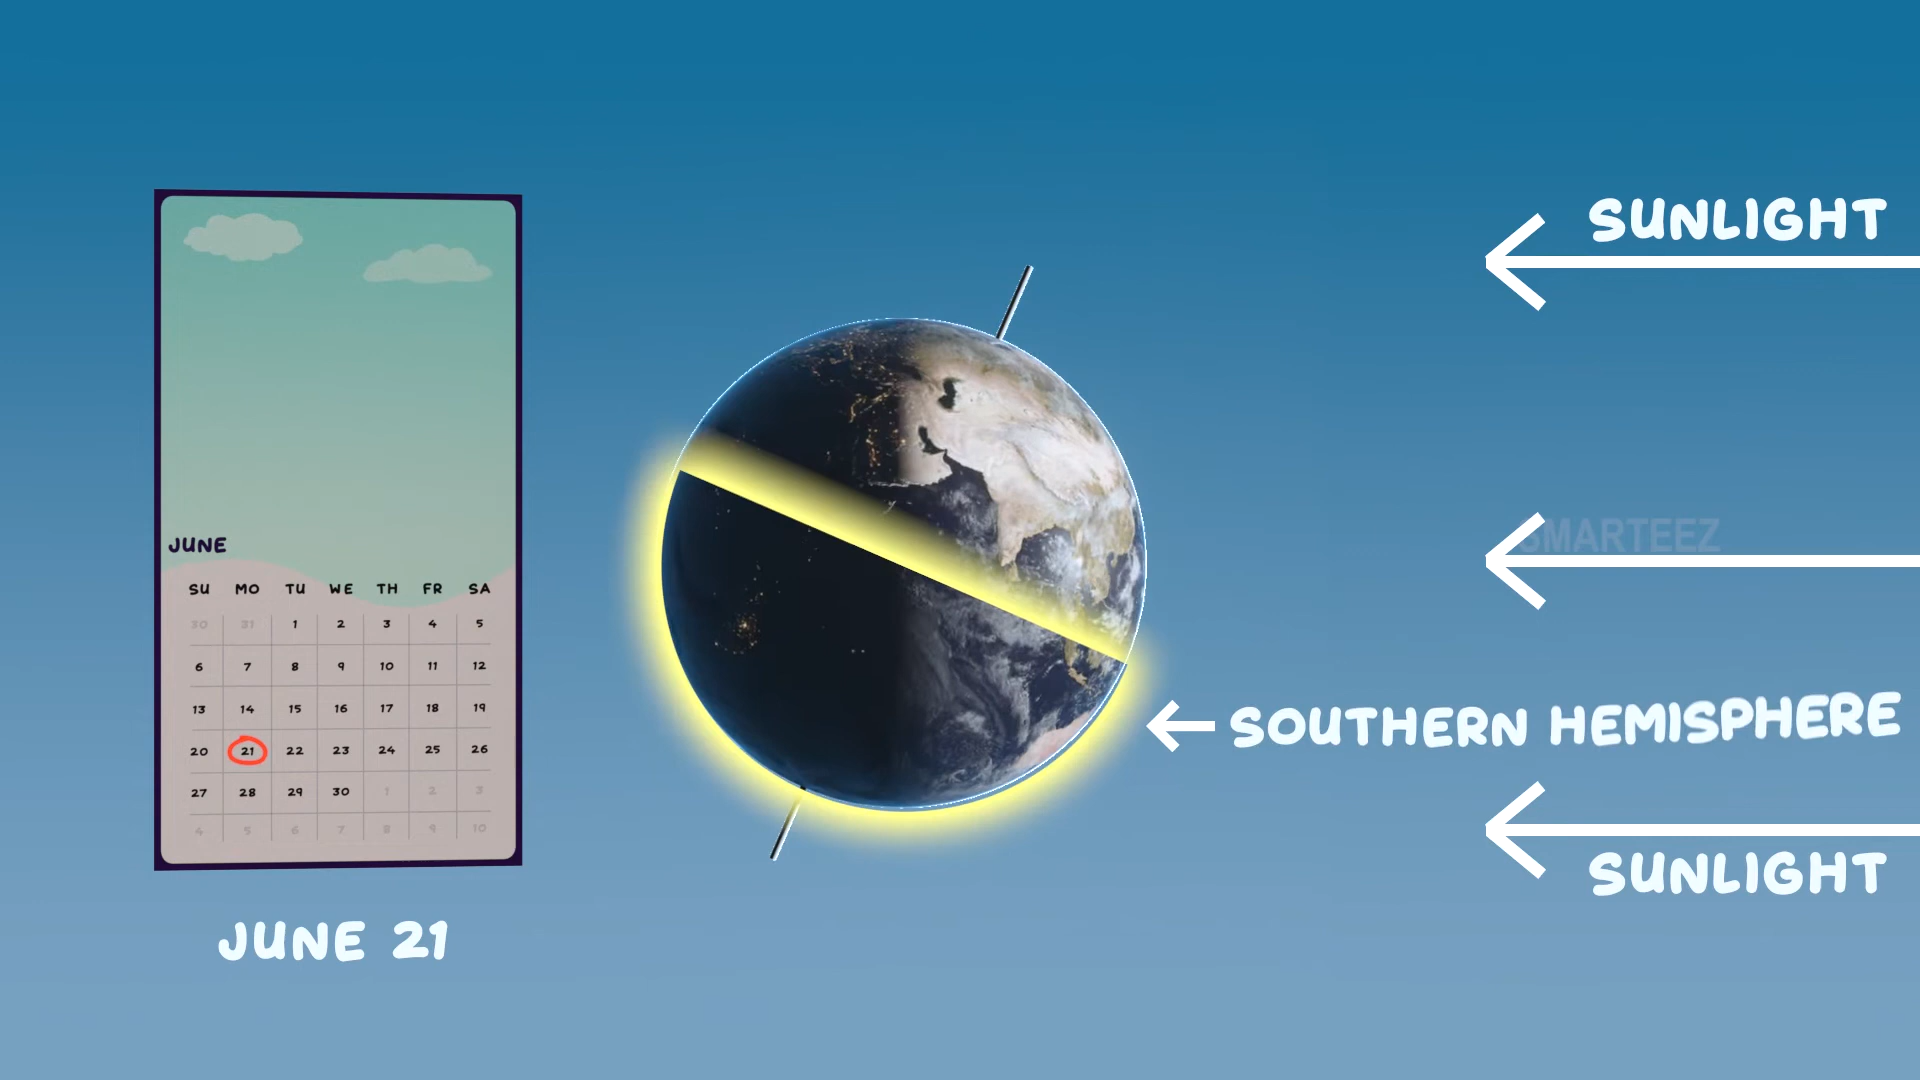 SUNLIGHT
SMARTEEZ
JUNE
SU MO TU WE TH FR SA
30 31 1 2 3 4 5
6 7 8 9 10 11 12
13 14 15 16 17 18 19
20 21 22 23 24 25 26
27 28 29 30 1 2 3
4 5 6 7 8 9 10
SOUTHERN HEMISPHERE
SUNLIGHT
JUNE 21